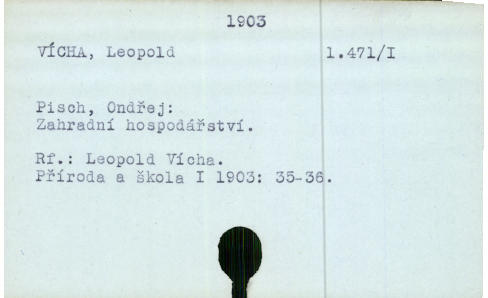 1903
VÍCHA, Leopold 1.471/I
Pisch, Ondřej:
Zahradní hospodářství.
Rf.: Leopold Vícha.
Příroda a škola I 1903: 35-36.